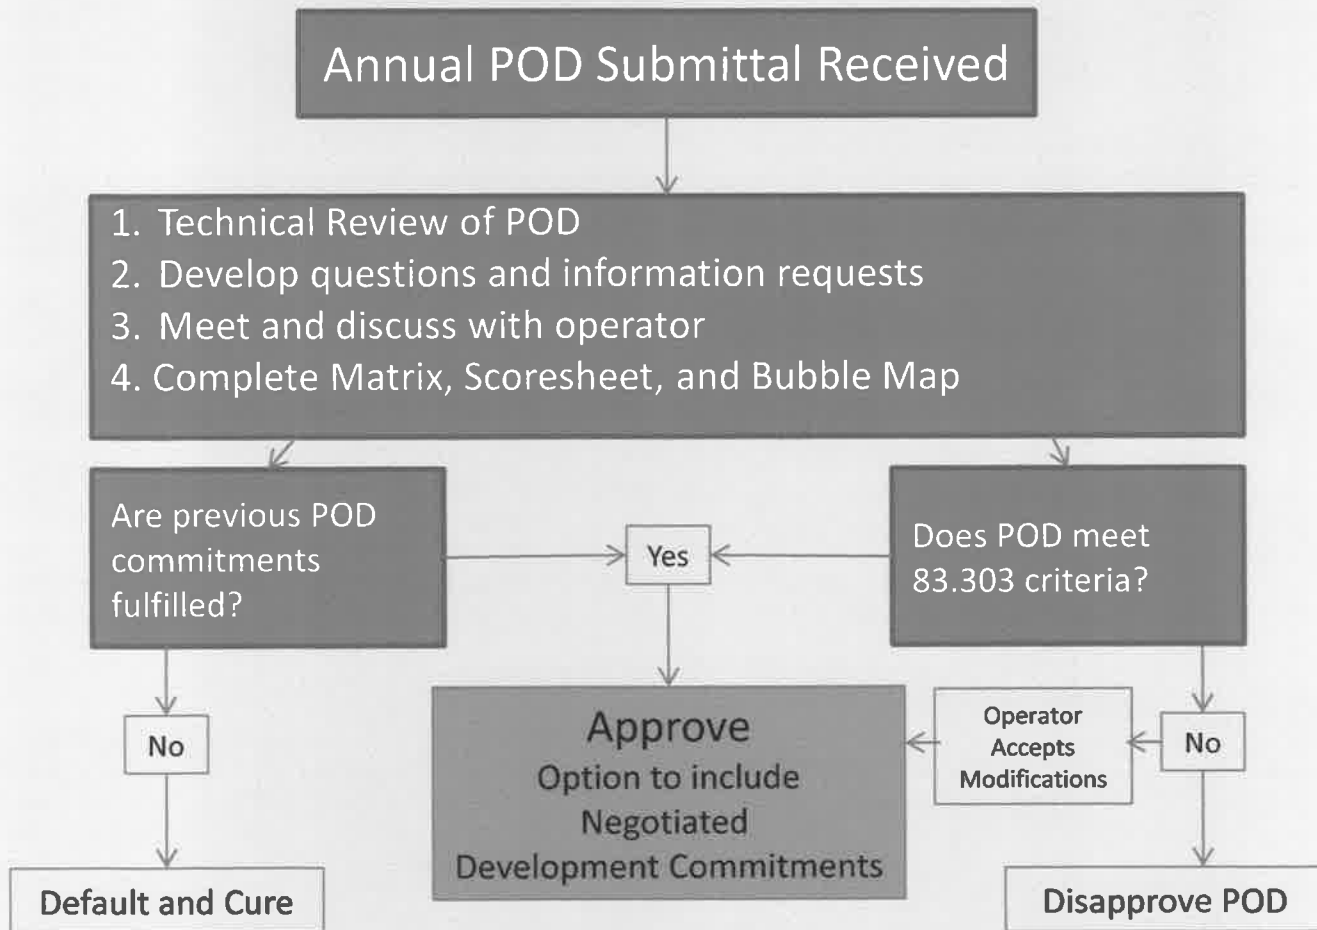 Annual POD Submittal Received
1. Technical Review of POD
2. Develop questions and information requests
3. Meet and discuss with operator
4. Complete Matrix, Scoresheet, and Bubble Map
Are previous POD
commitments
fulfilled?
Yes
Does POD meet
83.303 criteria?
No
Approve
Option to include
Negotiated
Development Commitments
Operator
Accepts
Modifications
No
Default and Cure
Disapprove POD